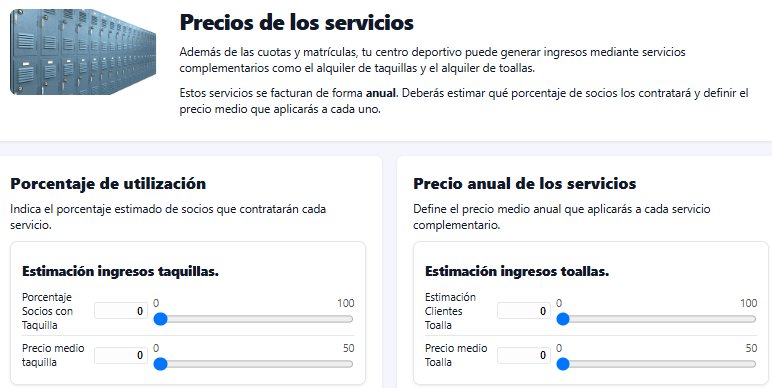 Precios de los servicios
Además de las cuotas y matrículas, tu centro deportivo puede generar ingresos mediante servicios
complementarios como el alquiler de taquillas y el alquiler de toallas.
Estos servicios se facturan de forma anual. Deberás estimar qué porcentaje de socios los contratará y definir el
precio medio que aplicarás a cada uno.
Porcentaje de utilización
Indica el porcentaje estimado de socios que contratarán cada
servicio.
Estimación ingresos taquillas.
Porcentaje
Socios con
Taquilla
0
0
100
Precio medio
taquilla
0
0
50
Precio anual de los servicios
Define el precio medio anual que aplicarás a cada servicio
complementario.
Estimación ingresos toallas.
Estimación
Clientes
Toalla
0
0
100
Precio medio
Toalla
0
0
50